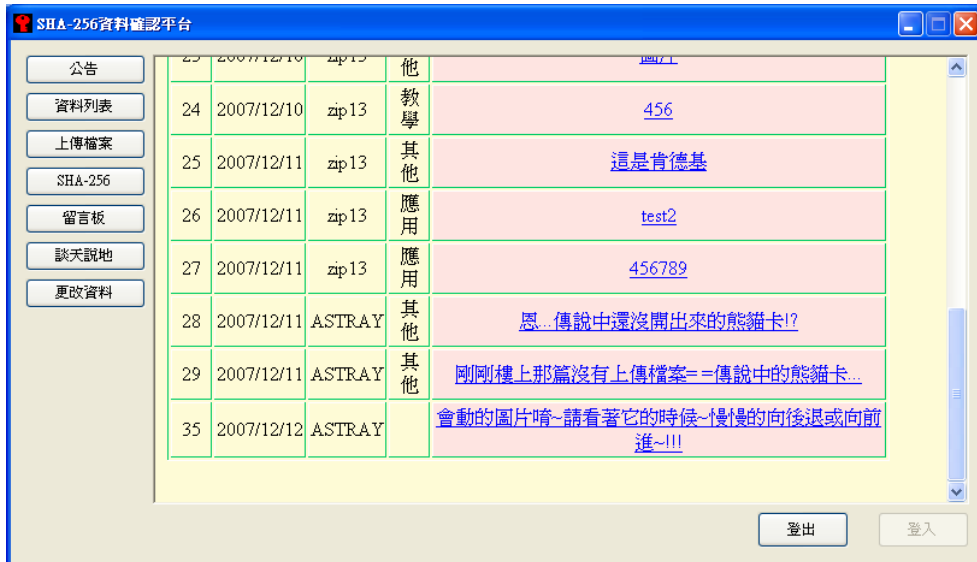 SHA-256資料確認平台
公告
資料列表
上傳檔案
SHA-256
留言板
談天說地
更改資料
他
24 2007/12/10 zip13 教學 456
25 2007/12/11 zip13 其他 這是肯德基
26 2007/12/11 zip13 應用 test2
27 2007/12/11 zip13 應用 456789
28 2007/12/11 ASTRAY 其他 恩...傳說中還沒開出來的熊貓卡!?
29 2007/12/11 ASTRAY 其他 剛剛樓上那篇沒有上傳檔案==傳說中的熊貓卡...
35 2007/12/12 ASTRAY 會動的圖片唷~請看著它的時候~慢慢的向後退或向前
進~!!!
登出
登入